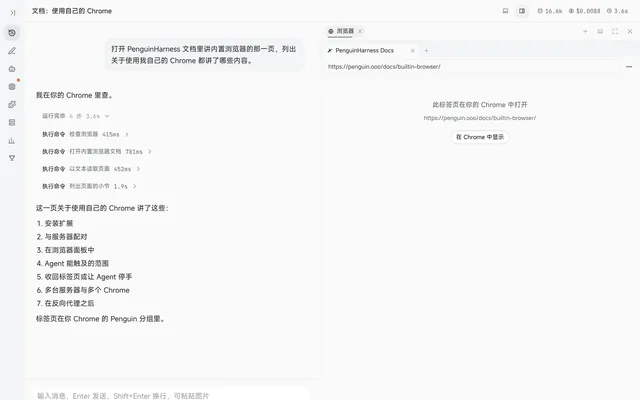 文档：使用自己的 Chrome
16.6k $0.0088 3.6s
打开 PenguinHarness 文档里讲内置浏览器的那一页，列出
关于使用我自己的 Chrome 都讲了哪些内容。
我在你的 Chrome 里查。
运行完毕 4 步 3.6s
执行命令 检查浏览器 415ms
执行命令 打开内置浏览器文档 781ms
执行命令 以文本读取页面 452ms
执行命令 列出页面的小节 1.9s
这一页关于使用自己的 Chrome 讲了这些：
1. 安装扩展
2. 与服务器配对
3. 在浏览器面板中
4. Agent 能触及的范围
5. 收回标签页或让 Agent 停手
6. 多台服务器与多个 Chrome
7. 在反向代理之后
标签页在你 Chrome 的 Penguin 分组里。
输入消息，Enter 发送，Shift+Enter 换行，可粘贴图片
浏览器
PenguinHarness Docs
https://penguin.ooo/docs/builtin-browser/
此标签页在你的 Chrome 中打开
https://penguin.ooo/docs/builtin-browser/
在 Chrome 中显示